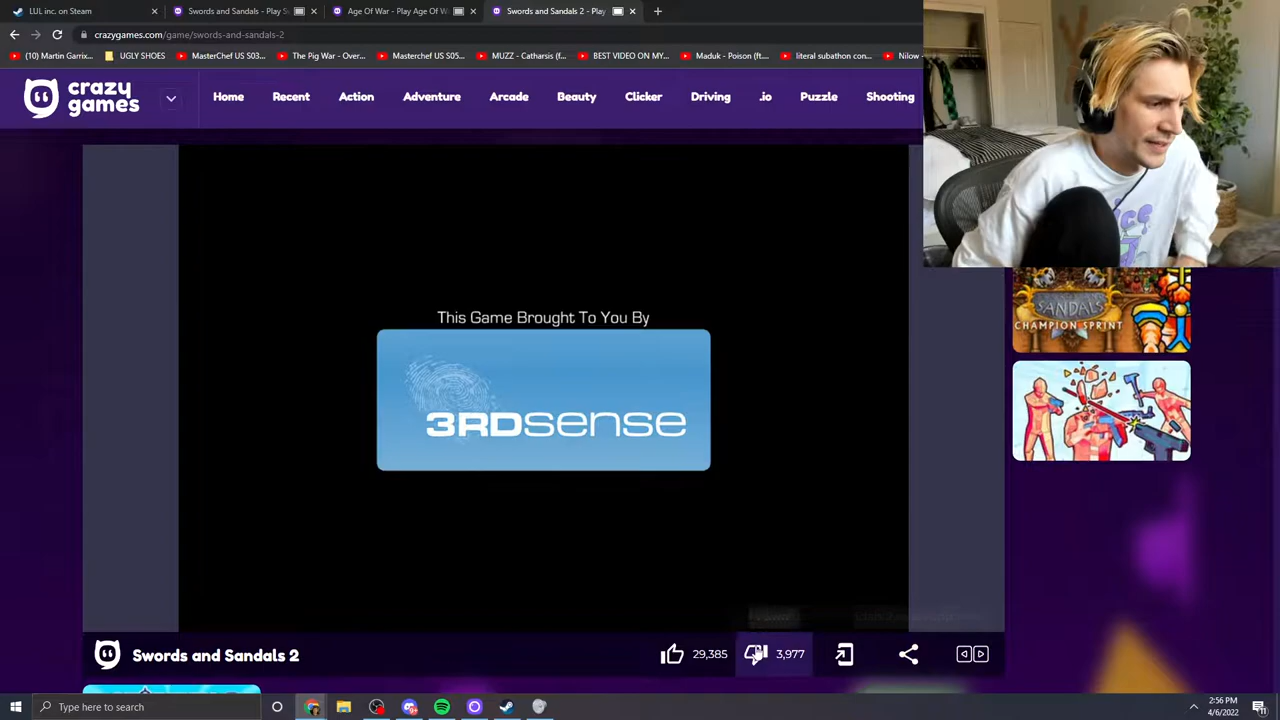 LUL inc. on Steam
Swords and Sandals - Play S
Age Of War - Play Age Of W
Swords and Sandals 2 - Play
crazygames.com/game/swords-and-sandals-2
(10) Martin Garrix...
UGLY SHOES
MasterChef US S03...
The Pig War - Over...
Masterchef US S05...
MUZZ - Catharsis (f...
BEST VIDEO ON MY...
literal subathon con...
Nilow
crazy games
Home
Recent
Action
Adventure
Arcade
Beauty
Clicker
Driving
.io
Puzzle
Shooting
This Game Brought To You By
3RDsense
SANDALS
CHAMPION SPRINT
Swords and Sandals 2
29,385
3,977
Type here to search
2:56 PM
4/6/2022